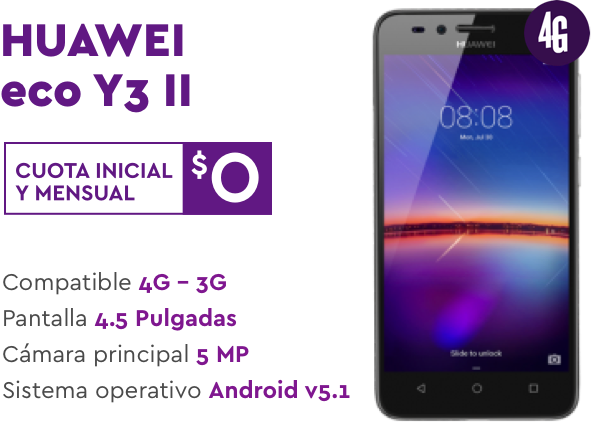 HUAWEI
eco Y3 II
CUOTA INICIAL
Y MENSUAL
$0
Compatible 4G – 3G
Pantalla 4.5 Pulgadas
Cámara principal 5 MP
Sistema operativo Android v5.1
4G
HUAWEI
08:08
Mon, Jul 30
Slide to unlock